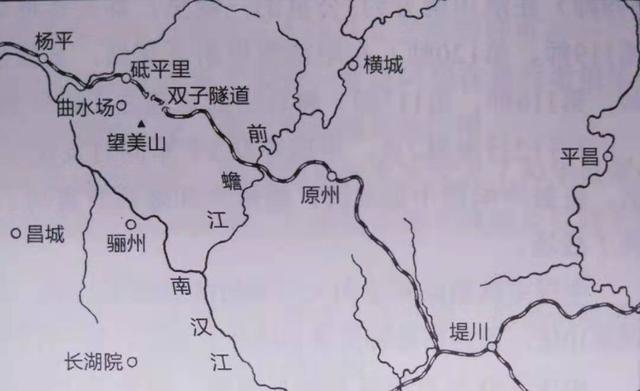 杨平
砥平里
横城
曲水场
双子隧道
望美山
前
平昌
蟾
原州
江
昌城
骊州
南
汉
江
堤川
长湖院